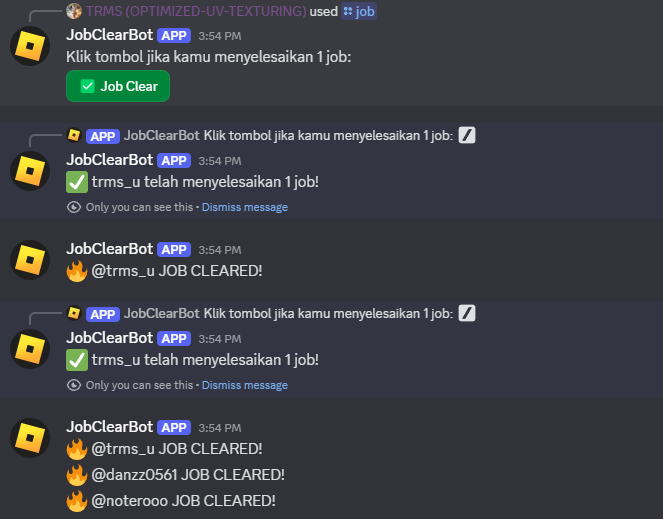 TRMS (OPTIMIZED-UV-TEXTURING) used job
JobClearBot APP 3:54 PM
Klik tombol jika kamu menyelesaikan 1 job:
✅ Job Clear
APP JobClearBot Klik tombol jika kamu menyelesaikan 1 job:
JobClearBot APP 3:54 PM
✅ trms_u telah menyelesaikan 1 job!
Only you can see this • Dismiss message
JobClearBot APP 3:54 PM
🔥 @trms_u JOB CLEARED!
APP JobClearBot Klik tombol jika kamu menyelesaikan 1 job:
JobClearBot APP 3:54 PM
✅ trms_u telah menyelesaikan 1 job!
Only you can see this • Dismiss message
JobClearBot APP 3:54 PM
🔥 @trms_u JOB CLEARED!
🔥 @danzz0561 JOB CLEARED!
🔥 @noterooo JOB CLEARED!